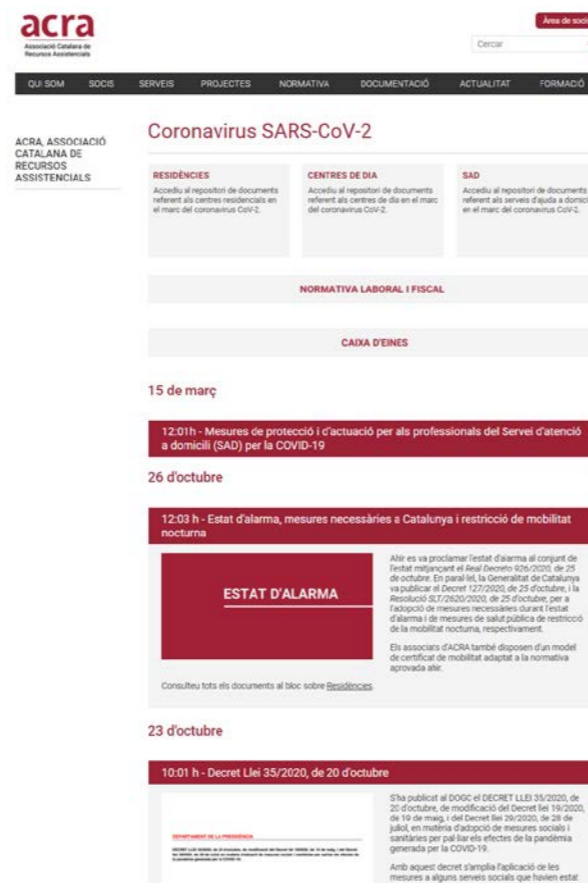 acra
Associació Catalana de
Recursos Assistencials
Àrea de socis
Cercar
QUI SOM SOCIS SERVEIS PROJECTES NORMATIVA DOCUMENTACIÓ ACTUALITAT FORMACIÓ
ACRA, ASSOCIACIÓ
CATALANA DE
RECURSOS
ASSISTENCIALS
Coronavirus SARS-CoV-2
RESIDÈNCIES
Accediu al repositori de documents
referent als centres residencials en
el marc del coronavirus CoV-2.
CENTRES DE DIA
Accediu al repositori de documents
referent als centres de dia en el marc
del coronavirus CoV-2.
SAD
Accediu al repositori de documents
referent als serveis d'ajuda a domici
en el marc del coronavirus CoV-2.
NORMATIVA LABORAL I FISCAL
CAIXA D'EINES
15 de març
12:01h - Mesures de protecció i d'actuació per als professionals del Servei d'atenció
a domicili (SAD) per la COVID-19
26 d'octubre
12:03 h - Estat d'alarma, mesures necessàries a Catalunya i restricció de mobilitat
nocturna
ESTAT D'ALARMA
Ahir es va proclamar l'estat d'alarma al conjunt de
l'estat mitjançant el Real Decreto 926/2020, de 25
de octubre. En paral·lel, la Generalitat de Catalunya
va publicar el Decret 127/2020, de 25 d'octubre, i la
Resolució SLT/2620/2020, de 25 d'octubre, per a
l'adopció de mesures necessàries durant l'estat
d'alarma i de mesures de salut pública de restricció
de la mobilitat nocturna, respectivament.
Els associats d'ACRA també disposen d'un model
de certificat de mobilitat adaptat a la normativa
aprovada ahir.
Consulteu tots els documents al bloc sobre Residències.
23 d'octubre
10:01 h - Decret Llei 35/2020, de 20 d'octubre
DEPARTAMENT DE LA PRESIDÈNCIA
S'ha publicat al DOGC el DECRET LLEI 35/2020, de
20 d'octubre, de modificació del Decret llei 19/2020,
de 19 de maig, i del Decret llei 29/2020, de 28 de
juliol, en matèria d'adopció de mesures socials i
sanitàries per pal·liar els efectes de la pandèmia
generada per la COVID-19.
Amb aquest decret s'amplia l'aplicació de les
mesures a alguns serveis socials que havien estat